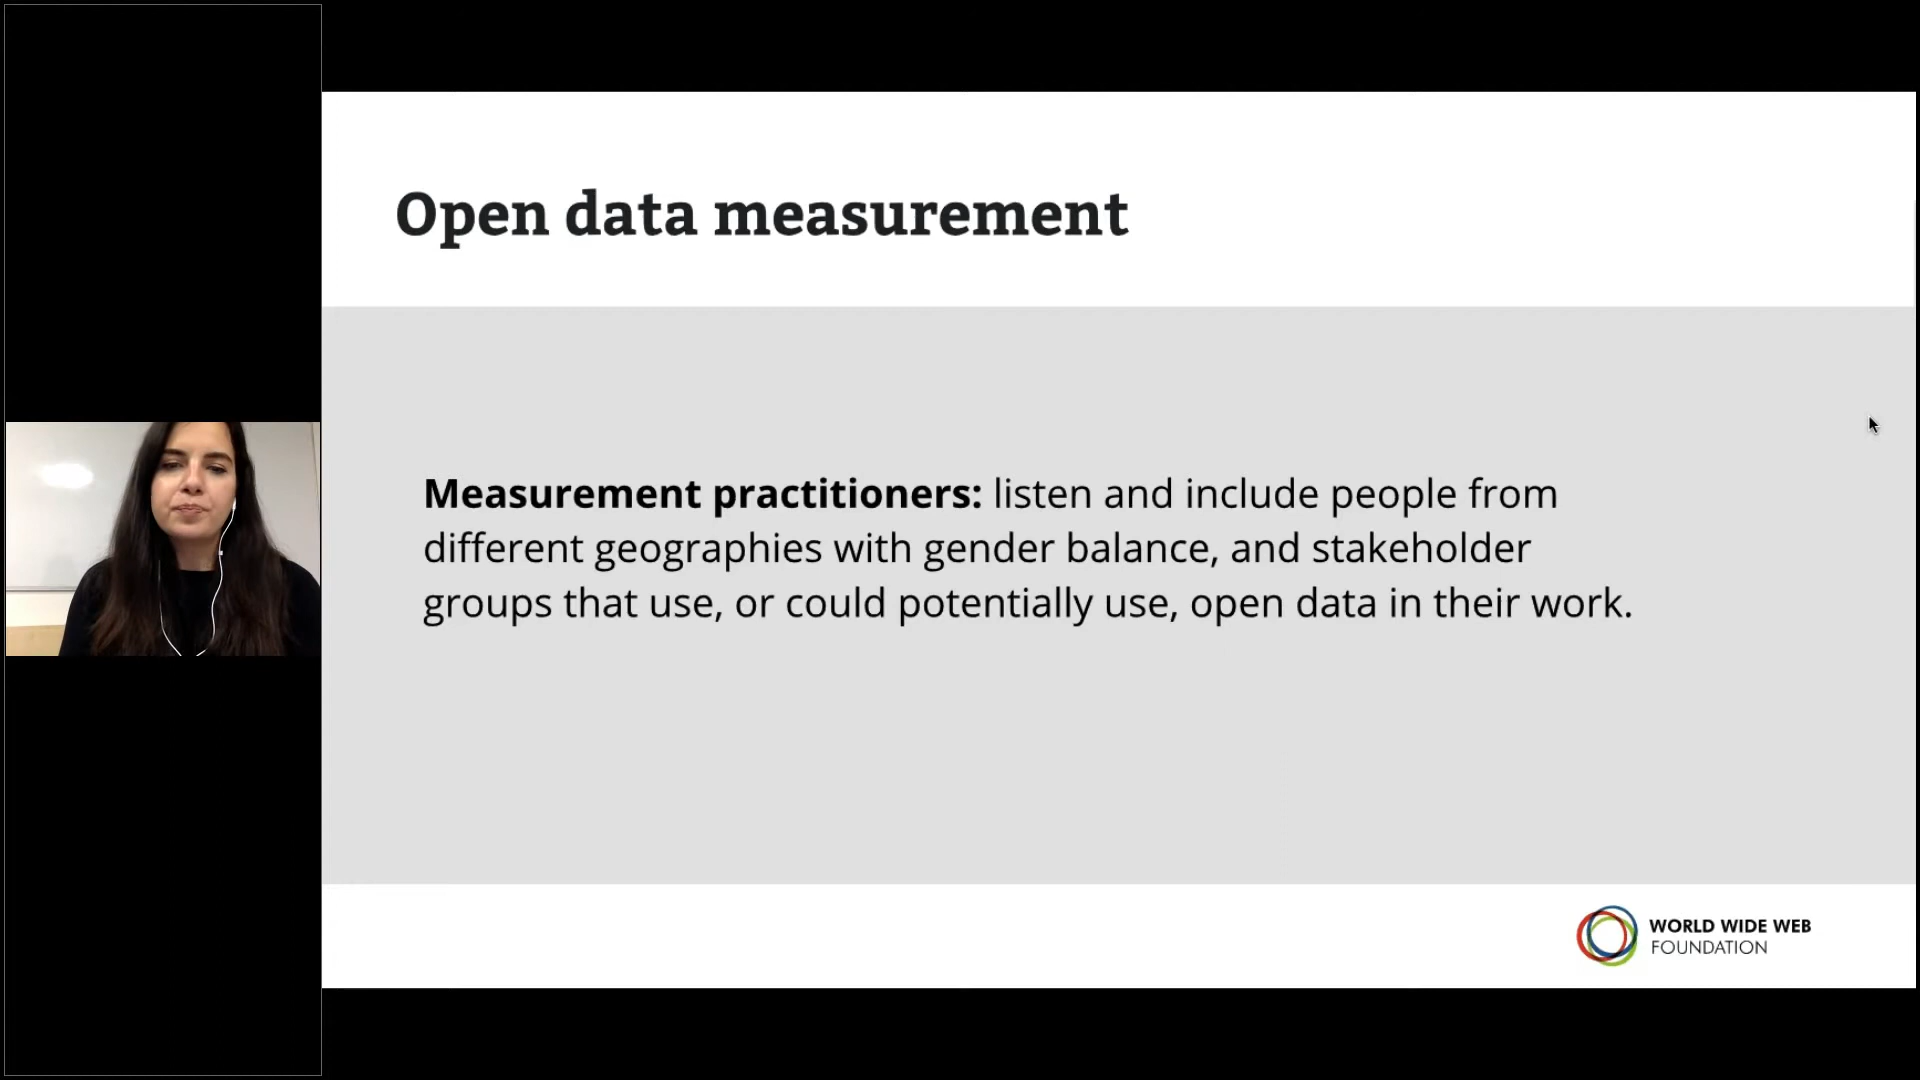 Open data measurement
Measurement practitioners: listen and include people from
different geographies with gender balance, and stakeholder
groups that use, or could potentially use, open data in their work.
WORLD WIDE WEB
FOUNDATION